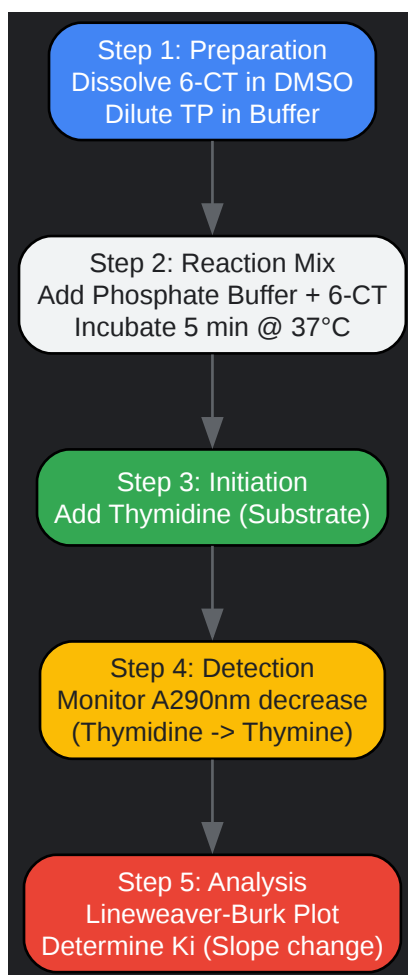 Step 1: Preparation
Dissolve 6-CT in DMSO
Dilute TP in Buffer
Step 2: Reaction Mix
Add Phosphate Buffer + 6-CT
Incubate 5 min @ 37°C
Step 3: Initiation
Add Thymidine (Substrate)
Step 4: Detection
Monitor A290nm decrease
(Thymidine -> Thymine)
Step 5: Analysis
Lineweaver-Burk Plot
Determine Ki (Slope change)